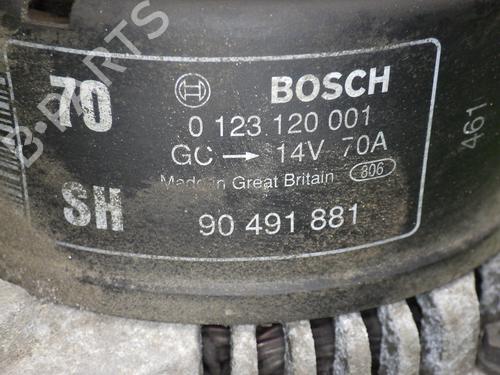 B-PARTS
70
BOSCH
0 123 120 001
GC → 14V 70A
Made in Great Britain 806
SH
90 491 881
461